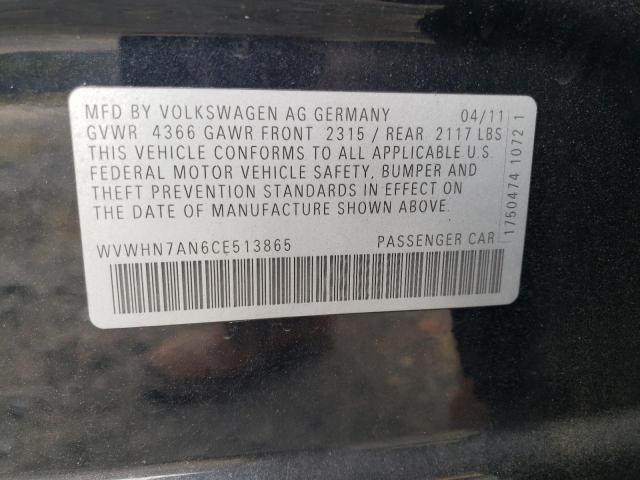 MFD BY VOLKSWAGEN AG GERMANY 04/11
GVWR 4366 GAWR FRONT 2315 / REAR 2117 LBS
THIS VEHICLE CONFORMS TO ALL APPLICABLE U.S.
FEDERAL MOTOR VEHICLE SAFETY, BUMPER AND
THEFT PREVENTION STANDARDS IN EFFECT ON
THE DATE OF MANUFACTURE SHOWN ABOVE.
WVWHN7AN6CE513865 PASSENGER CAR
1750474 1072 1